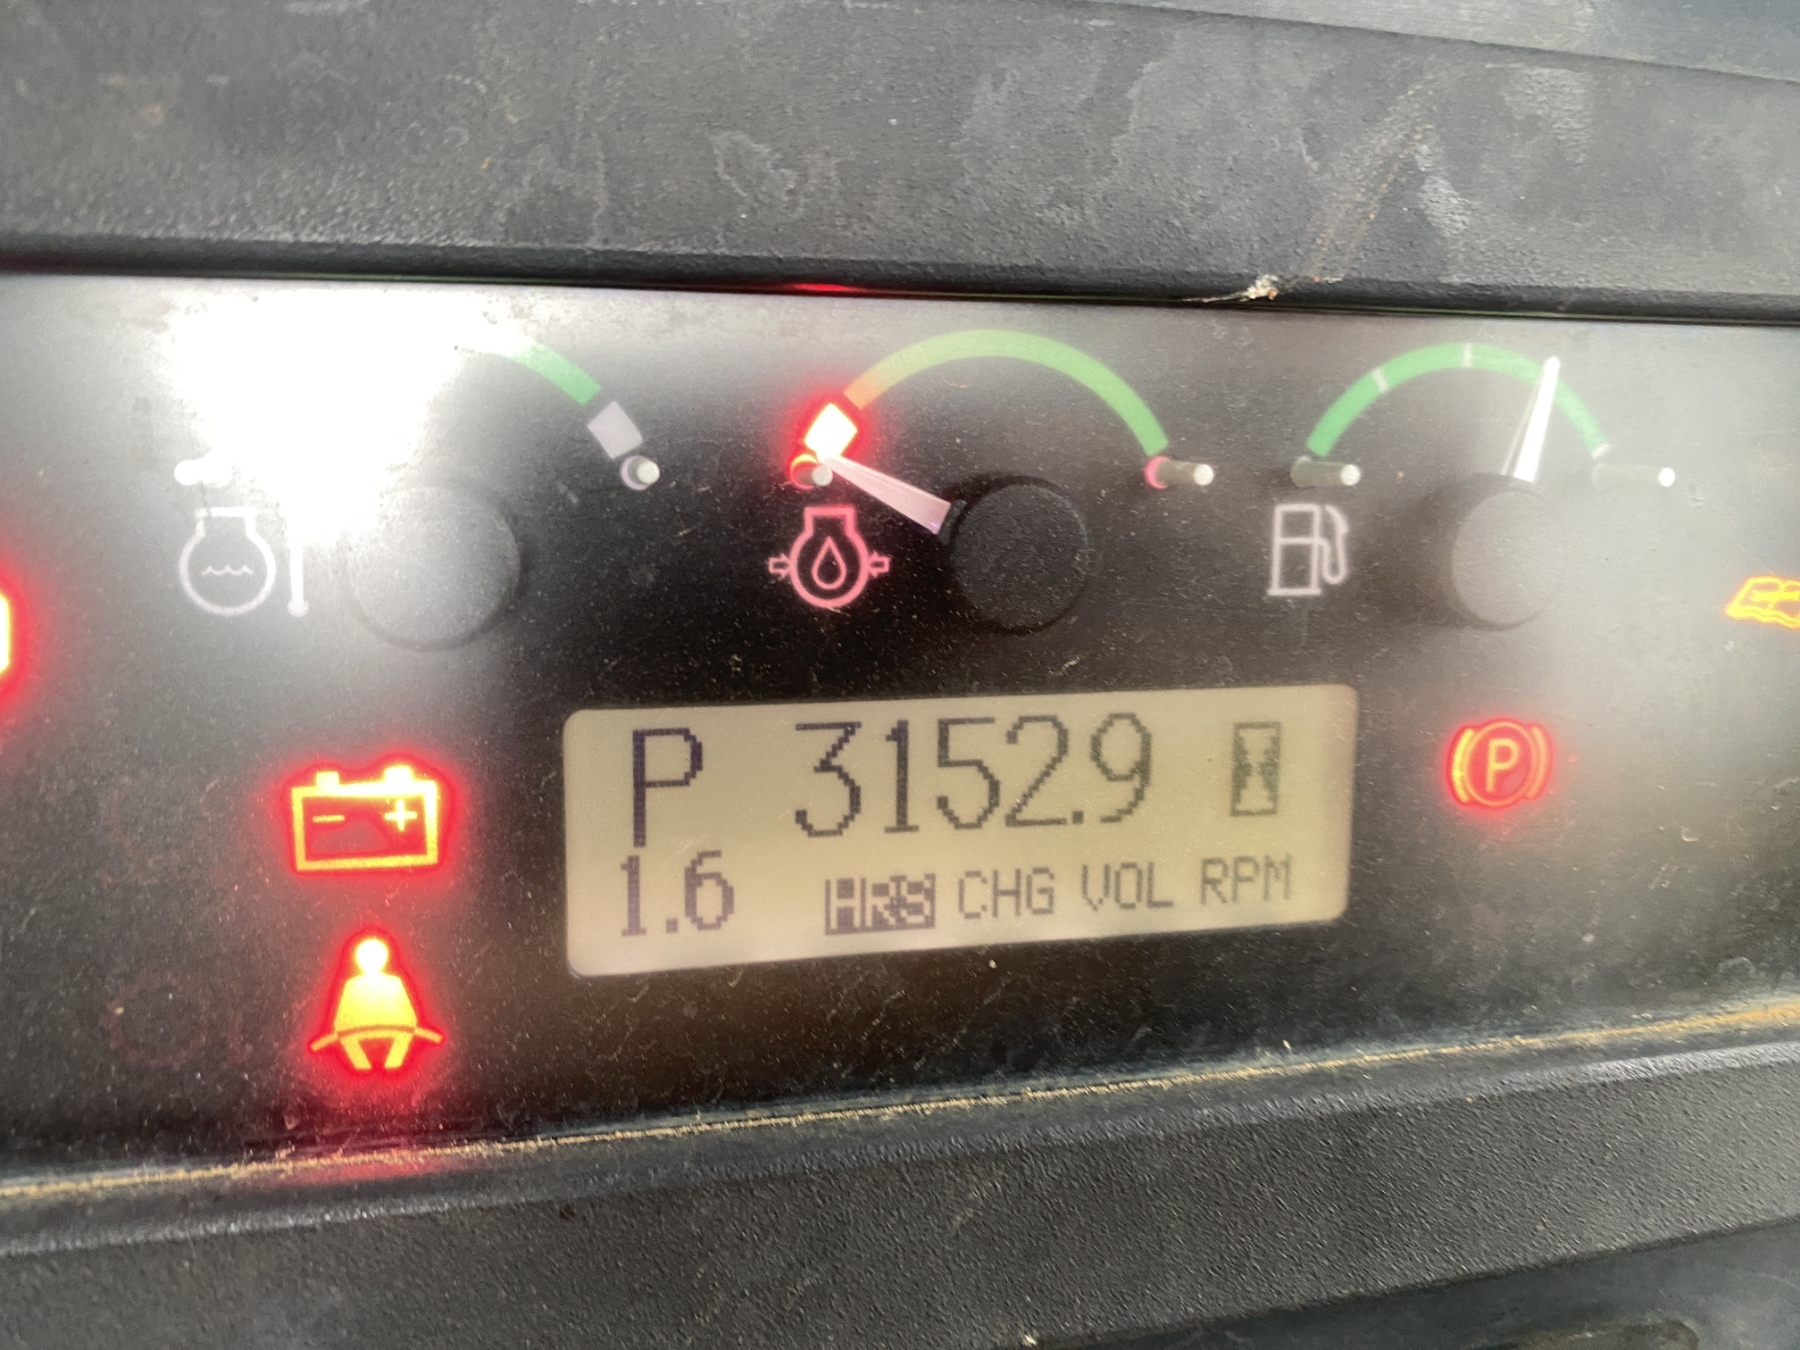 P 3152.9
1.6 HRS CHG VOL RPM
P